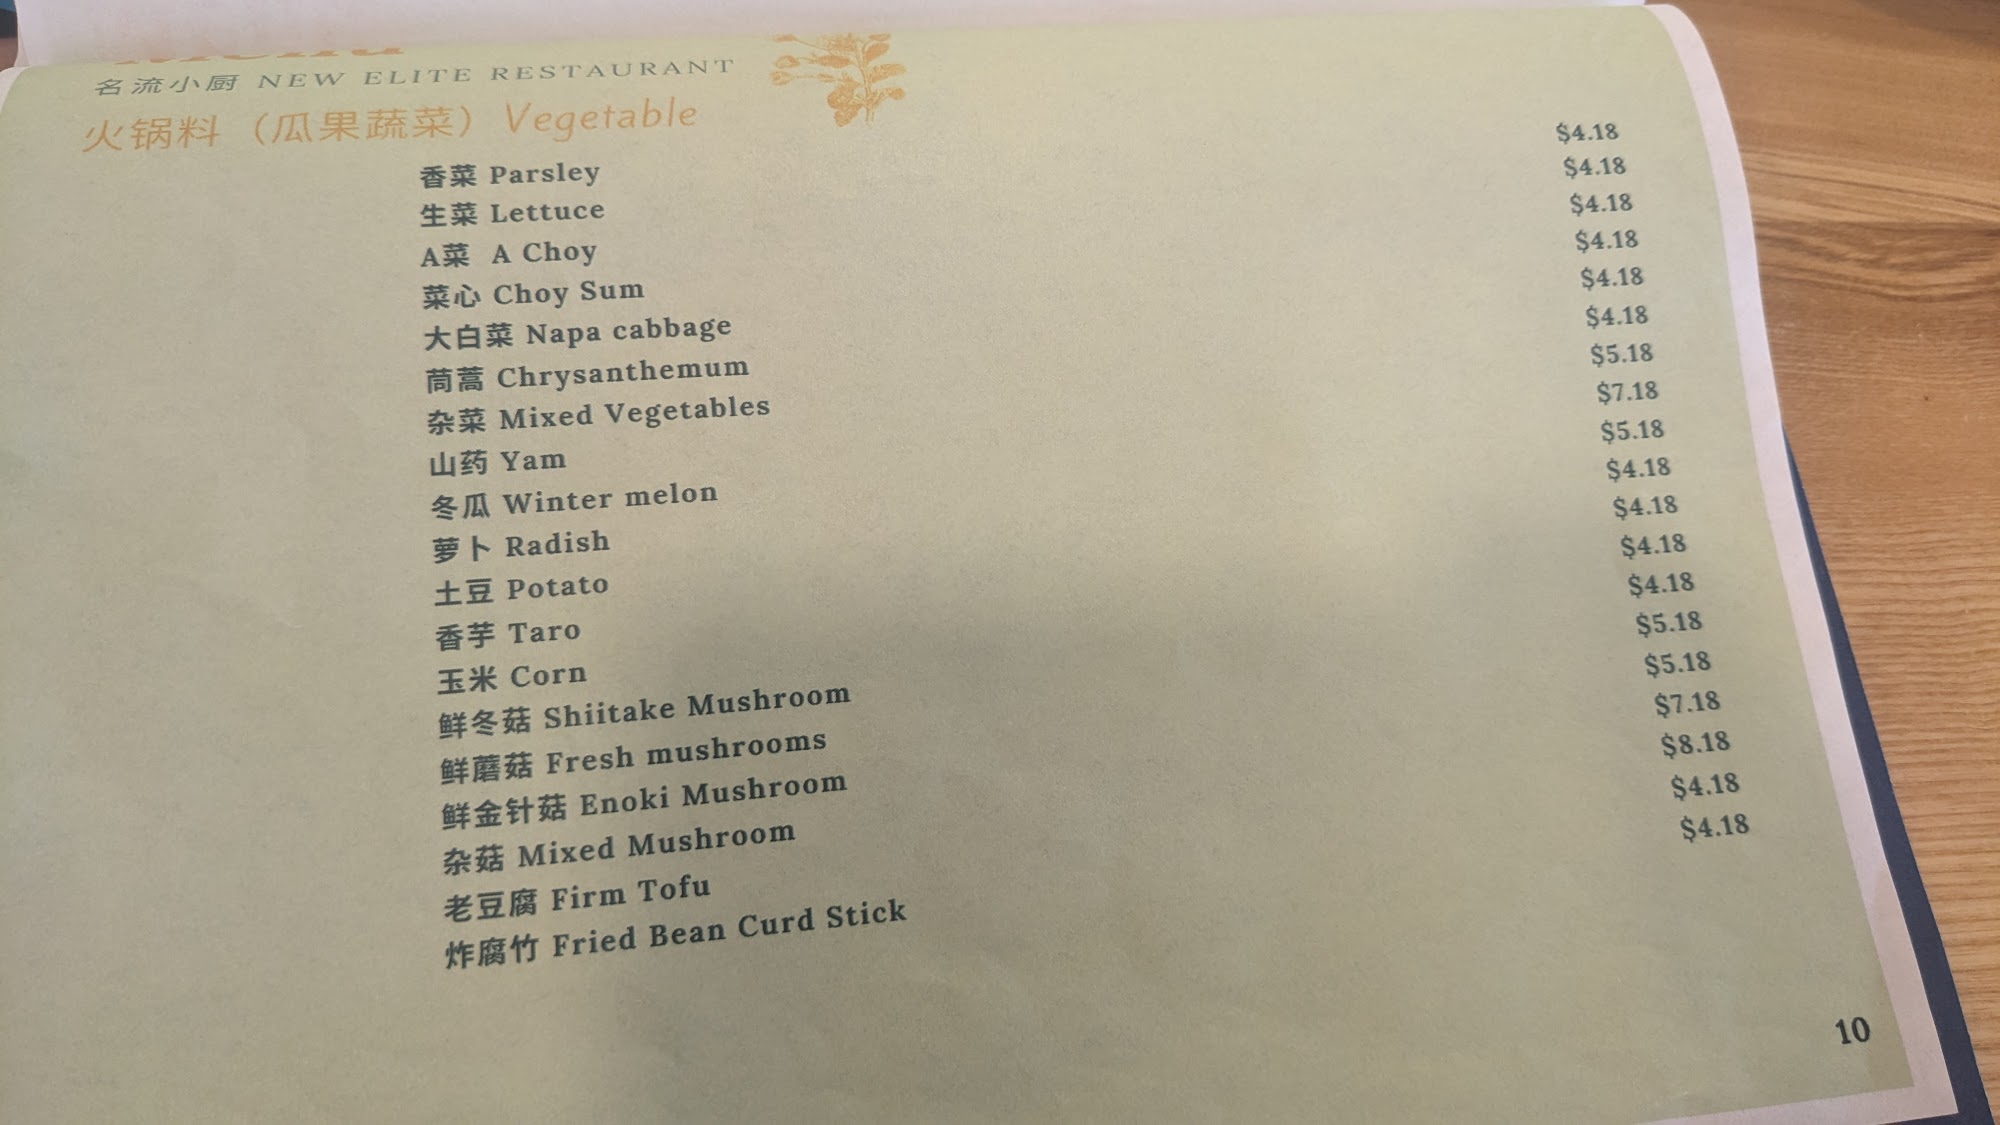 名流小厨 NEW ELITE RESTAURANT
火锅料（瓜果蔬菜）Vegetable
香菜 Parsley $4.18
生菜 Lettuce $4.18
A菜 A Choy $4.18
菜心 Choy Sum $4.18
大白菜 Napa cabbage $4.18
茼蒿 Chrysanthemum $4.18
杂菜 Mixed Vegetables $5.18
山药 Yam $7.18
冬瓜 Winter melon $5.18
萝卜 Radish $4.18
土豆 Potato $4.18
香芋 Taro $4.18
玉米 Corn $4.18
鲜冬菇 Shiitake Mushroom $5.18
鲜蘑菇 Fresh mushrooms $5.18
鲜金针菇 Enoki Mushroom $7.18
杂菇 Mixed Mushroom $8.18
老豆腐 Firm Tofu $4.18
炸腐竹 Fried Bean Curd Stick $4.18
10